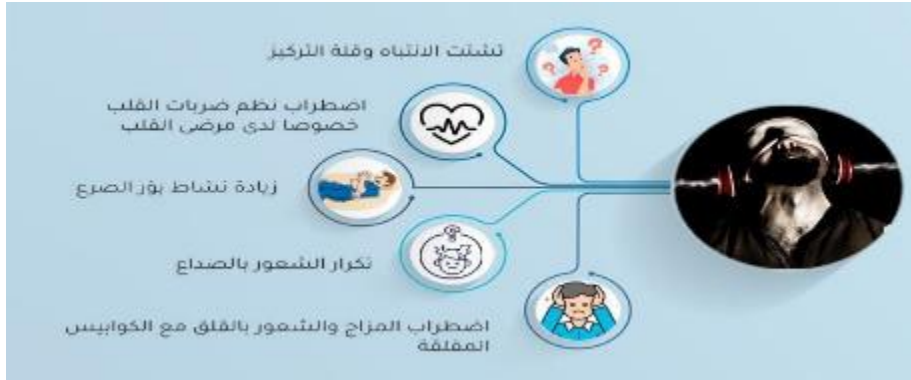 تشتت الانتباه وقلة التركيز
اضطراب نظم ضربات القلب
خصوصا لدى مرضى القلب
زيادة نشاط بؤر الصرع
تكرار الشعور بالصداع
اضطراب المزاج والشعور بالقلق مع الكوابيس
المقلقة